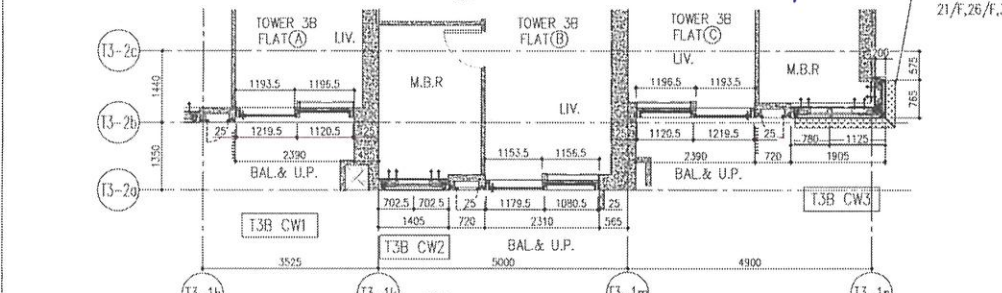 21/F,26/F,
TOWER 3B
FLAT A
LIV.
TOWER 3B
FLAT B
TOWER 3B
FLAT C
LIV.
T3-2c
M.B.R
M.B.R
200
575
1440
1193.5
1196.5
LIV.
1196.5
1193.5
765
T3-2b
25
1219.5
1120.5
25
25
1120.5
1219.5
25
780
1125
1350
2390
1153.5
1156.5
2390
720
1905
BAL.& U.P.
BAL.& U.P.
T3-2a
702.5
702.5
25
1179.5
1080.5
25
T3B CW3
T3B CW1
1405
720
2310
565
T3B CW2
BAL.& U.P.
3525
5000
4900